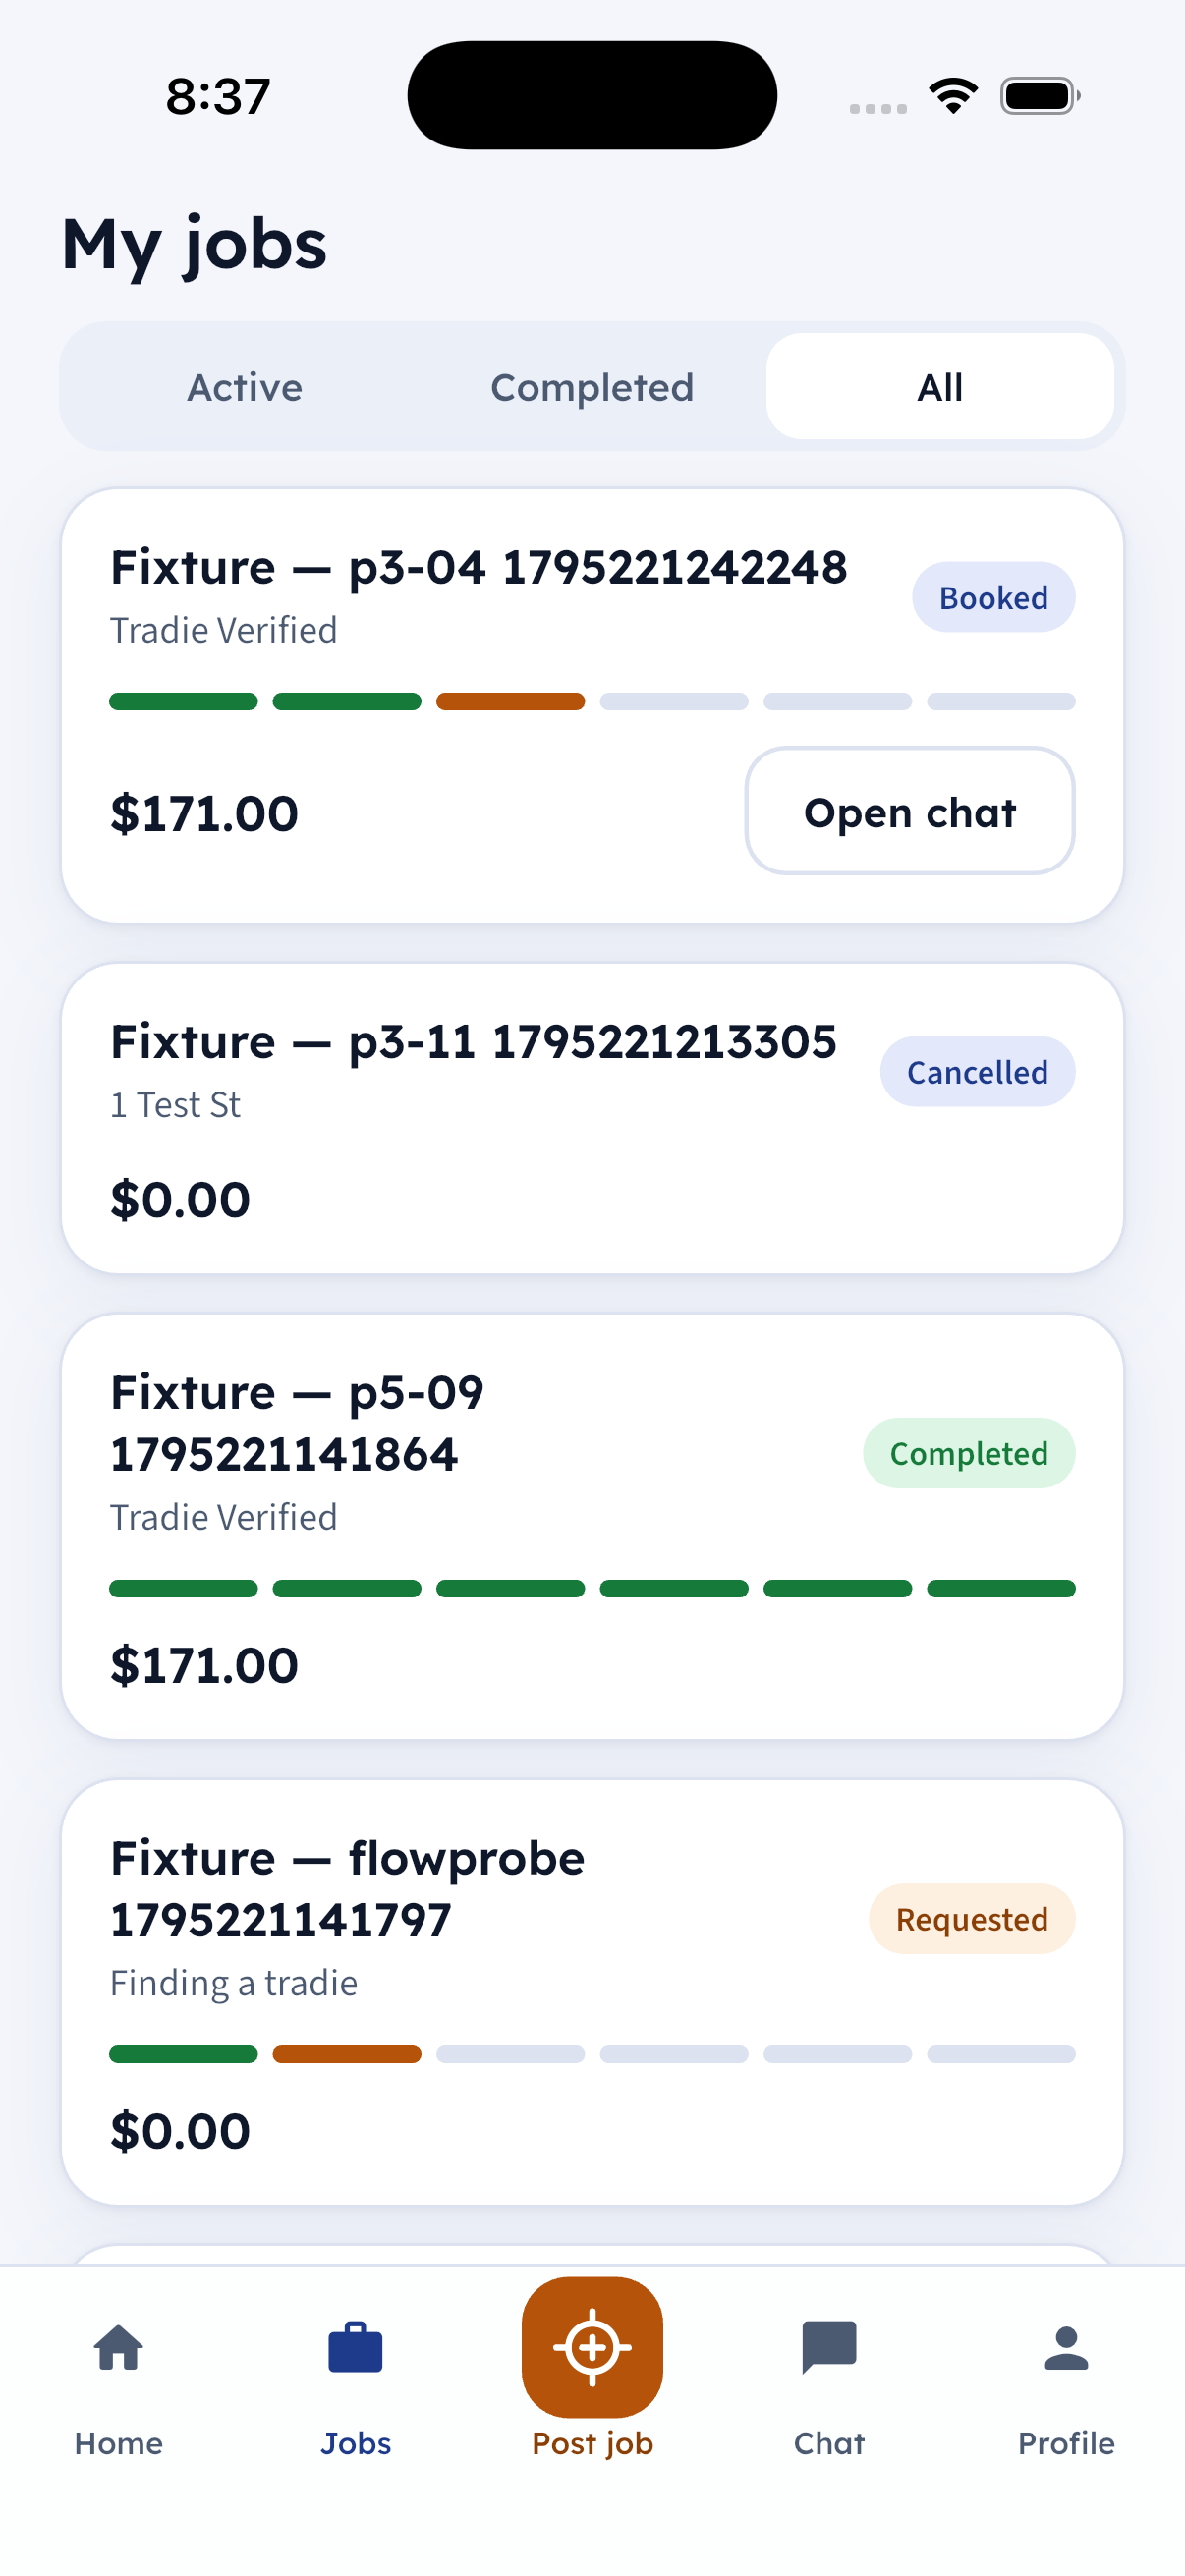 8:37
My jobs
Active Completed All
Fixture — p3-04 1795221242248
Booked
Tradie Verified
$171.00
Open chat
Fixture — p3-11 1795221213305
Cancelled
1 Test St
$0.00
Fixture — p5-09
1795221141864
Completed
Tradie Verified
$171.00
Fixture — flowprobe
1795221141797
Requested
Finding a tradie
$0.00
Home Jobs Post job Chat Profile